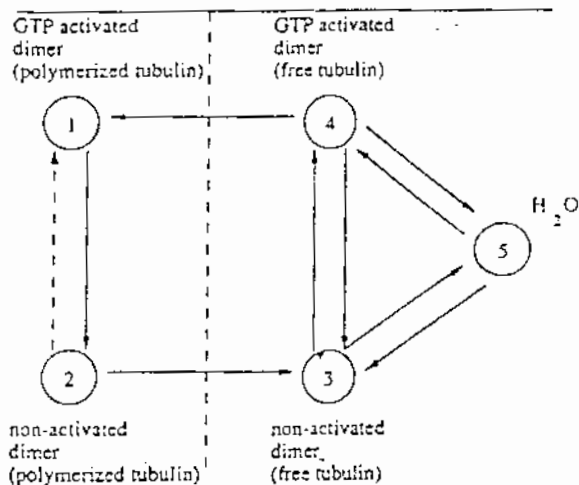 GTP activated
dimer
(polymerized tubulin)
GTP activated
dimer
(free tubulin)
1
4
H2O
5
2
3
non-activated
dimer
(polymerized tubulin)
non-activated
dimer
(free tubulin)